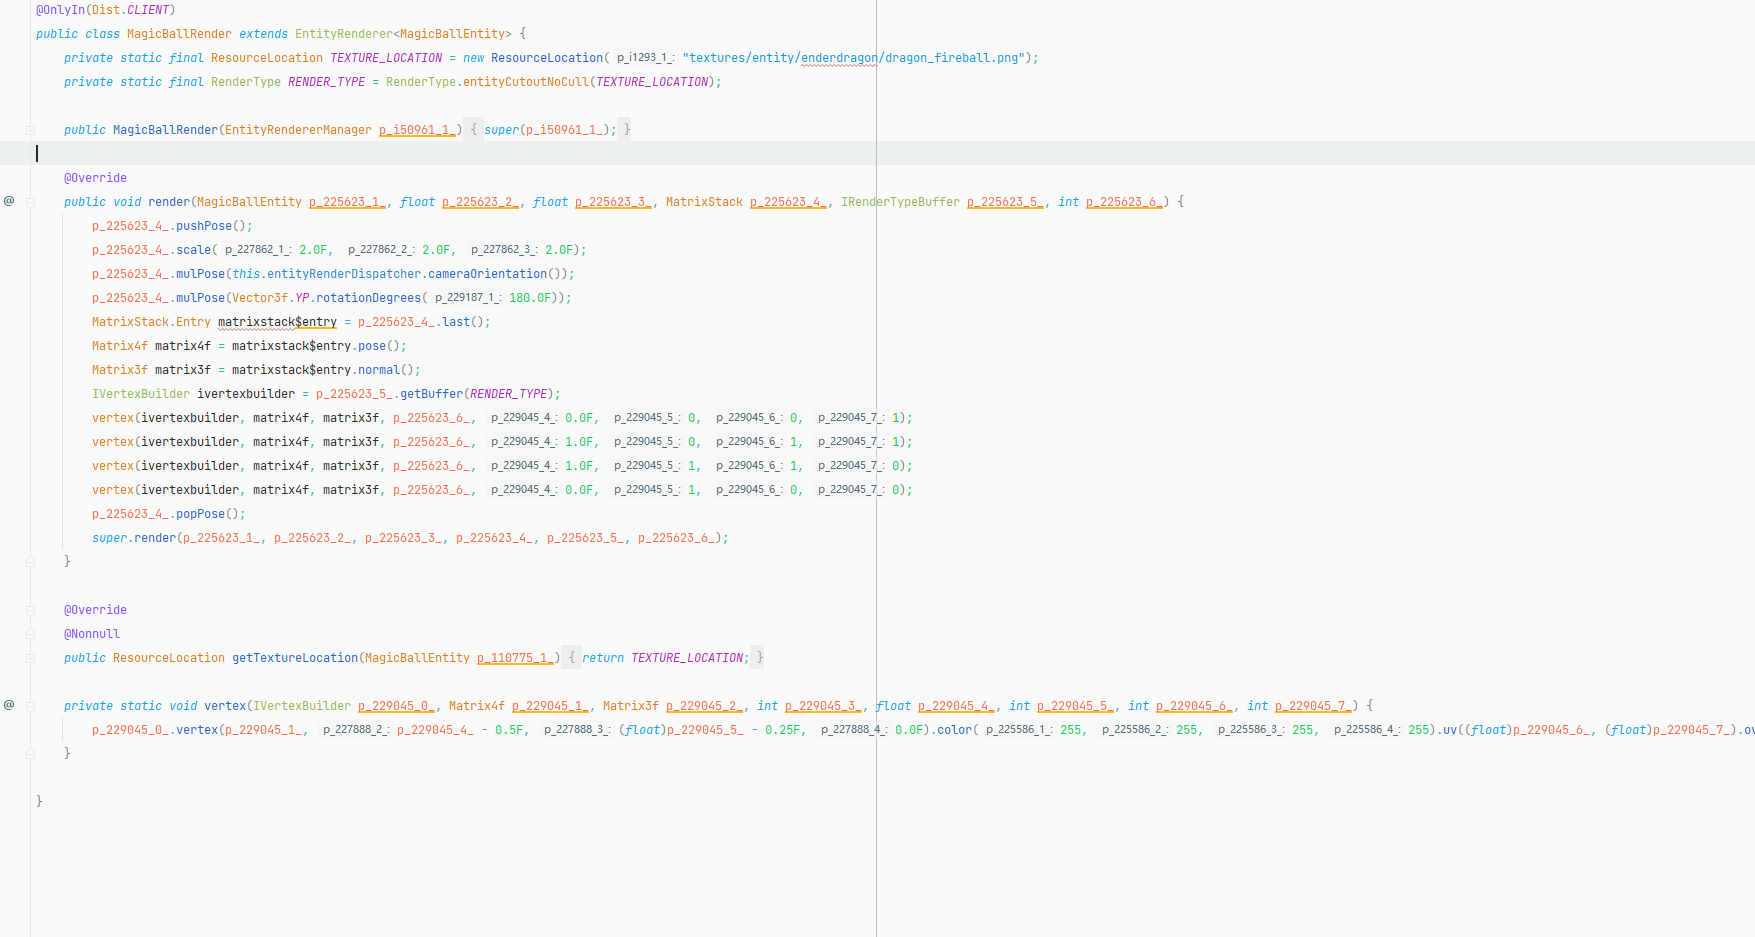 @OnlyIn(Dist.CLIENT)
public class MagicBallRender extends EntityRenderer<MagicBallEntity> {
    private static final ResourceLocation TEXTURE_LOCATION = new ResourceLocation( p_i1293_1_: "textures/entity/enderdragon/dragon_fireball.png");
    private static final RenderType RENDER_TYPE = RenderType.entityCutoutNoCull(TEXTURE_LOCATION);
    public MagicBallRender(EntityRendererManager p_i50961_1_) { super(p_i50961_1_); }
    @Override
@     public void render(MagicBallEntity p_225623_1_, float p_225623_2_, float p_225623_3_, MatrixStack p_225623_4_, IRenderTypeBuffer p_225623_5_, int p_225623_6_) {
        p_225623_4_.pushPose();
        p_225623_4_.scale( p_227862_1_: 2.0F, p_227862_2_: 2.0F, p_227862_3_: 2.0F);
        p_225623_4_.mulPose(this.entityRenderDispatcher.cameraOrientation());
        p_225623_4_.mulPose(Vector3f.YP.rotationDegrees( p_229187_1_: 180.0F));
        MatrixStack.Entry matrixstack$entry = p_225623_4_.last();
        Matrix4f matrix4f = matrixstack$entry.pose();
        Matrix3f matrix3f = matrixstack$entry.normal();
        IVertexBuilder ivertexbuilder = p_225623_5_.getBuffer(RENDER_TYPE);
        vertex(ivertexbuilder, matrix4f, matrix3f, p_225623_6_, p_229045_4_: 0.0F, p_229045_5_: 0, p_229045_6_: 0, p_229045_7_: 1);
        vertex(ivertexbuilder, matrix4f, matrix3f, p_225623_6_, p_229045_4_: 1.0F, p_229045_5_: 0, p_229045_6_: 1, p_229045_7_: 1);
        vertex(ivertexbuilder, matrix4f, matrix3f, p_225623_6_, p_229045_4_: 1.0F, p_229045_5_: 1, p_229045_6_: 1, p_229045_7_: 0);
        vertex(ivertexbuilder, matrix4f, matrix3f, p_225623_6_, p_229045_4_: 0.0F, p_229045_5_: 1, p_229045_6_: 0, p_229045_7_: 0);
        p_225623_4_.popPose();
        super.render(p_225623_1_, p_225623_2_, p_225623_3_, p_225623_4_, p_225623_5_, p_225623_6_);
    }
    @Override
    @Nonnull
    public ResourceLocation getTextureLocation(MagicBallEntity p_110775_1_) { return TEXTURE_LOCATION; }
@     private static void vertex(IVertexBuilder p_229045_0_, Matrix4f p_229045_1_, Matrix3f p_229045_2_, int p_229045_3_, float p_229045_4_, int p_229045_5_, int p_229045_6_, int p_229045_7_) {
        p_229045_0_.vertex(p_229045_1_, p_227888_2_: p_229045_4_ - 0.5F, p_227888_3_: (float)p_229045_5_ - 0.25F, p_227888_4_: 0.0F).color( p_225586_1_: 255, p_225586_2_: 255, p_225586_3_: 255, p_225586_4_: 255).uv((float)p_229045_6_, (float)p_229045_7_).ov
    }
}